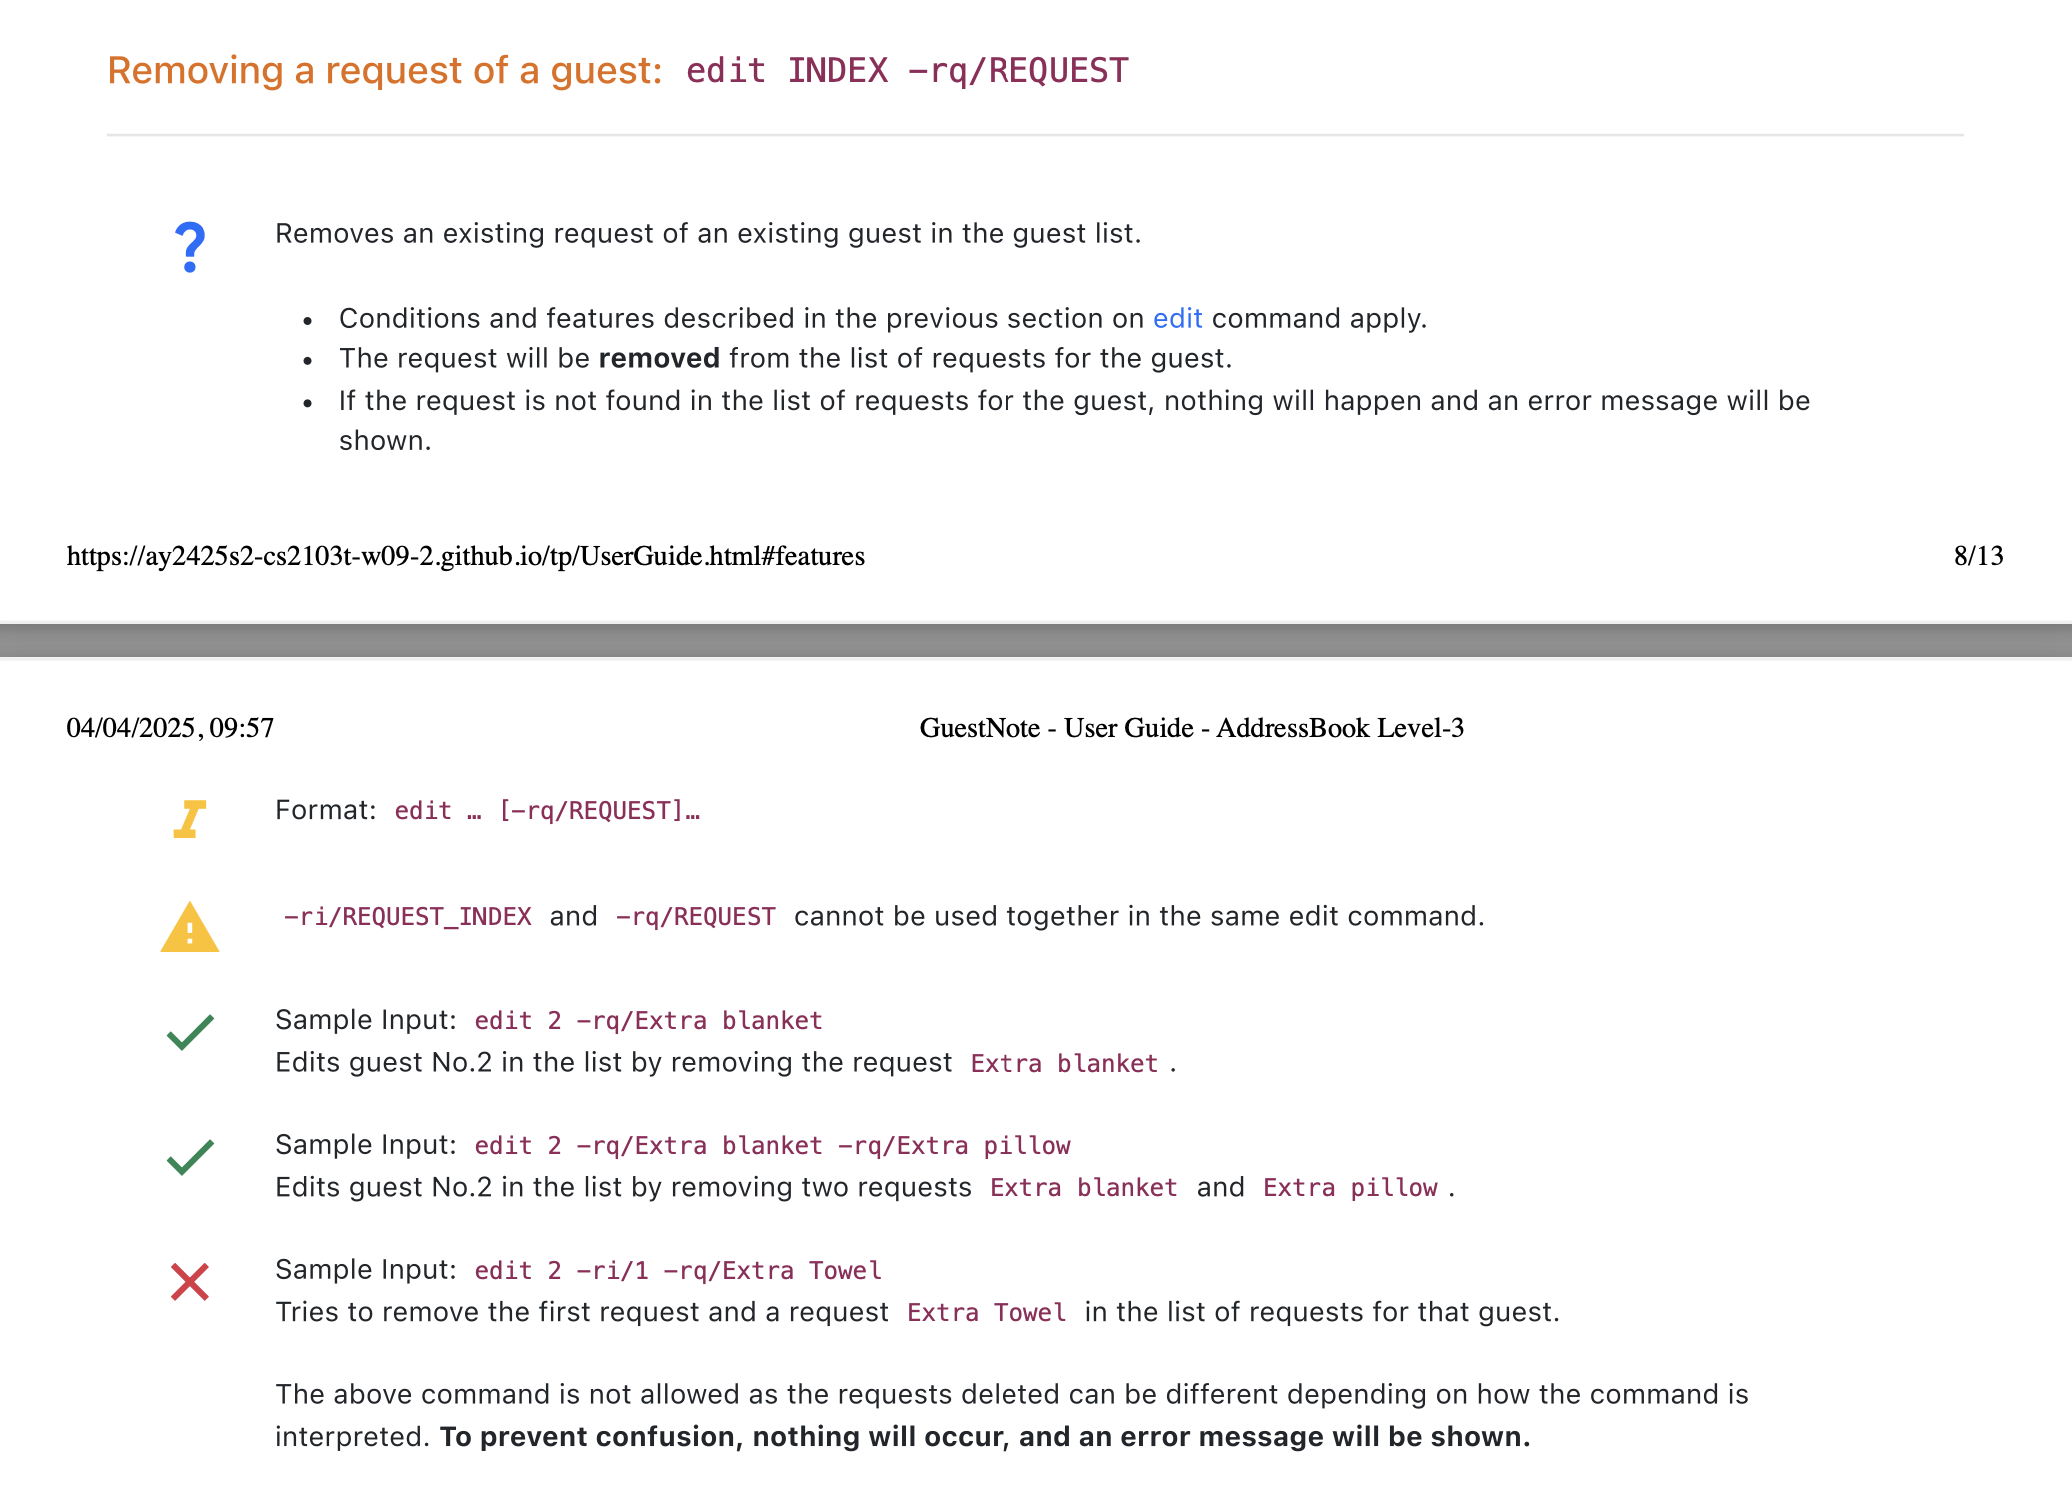 Removing a request of a guest: edit INDEX -rq/REQUEST
Removes an existing request of an existing guest in the guest list.
• Conditions and features described in the previous section on edit command apply.
• The request will be removed from the list of requests for the guest.
• If the request is not found in the list of requests for the guest, nothing will happen and an error message will be
shown.
https://ay2425s2-cs2103t-w09-2.github.io/tp/UserGuide.html#features 8/13
04/04/2025, 09:57 GuestNote - User Guide - AddressBook Level-3
Format: edit … [-rq/REQUEST]…
-ri/REQUEST_INDEX and -rq/REQUEST cannot be used together in the same edit command.
Sample Input: edit 2 -rq/Extra blanket
Edits guest No.2 in the list by removing the request Extra blanket .
Sample Input: edit 2 -rq/Extra blanket -rq/Extra pillow
Edits guest No.2 in the list by removing two requests Extra blanket and Extra pillow .
Sample Input: edit 2 -ri/1 -rq/Extra Towel
Tries to remove the first request and a request Extra Towel in the list of requests for that guest.
The above command is not allowed as the requests deleted can be different depending on how the command is
interpreted. To prevent confusion, nothing will occur, and an error message will be shown.